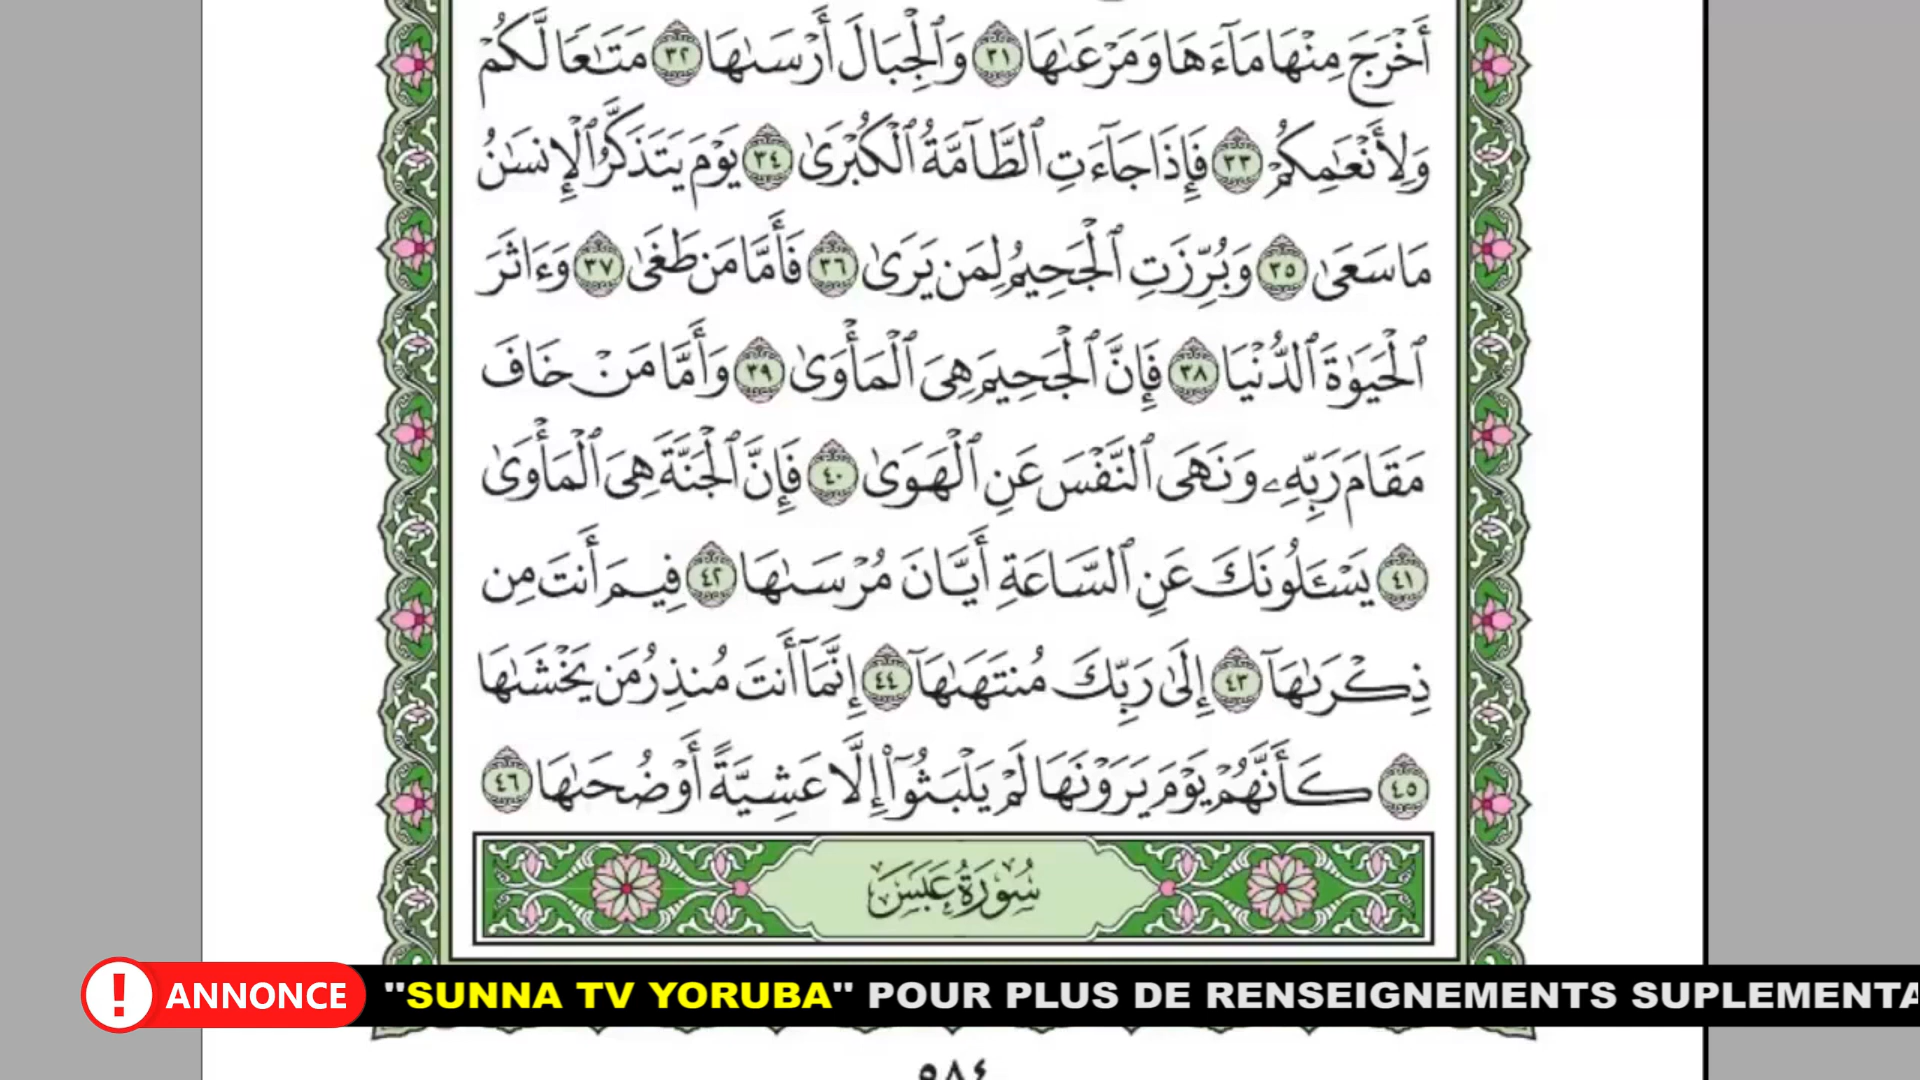 أَخْرَجَ مِنْهَا مَآءَهَا وَمَرْعَىٰهَا ٣١ وَٱلْجِبَالَ أَرْسَىٰهَا ٣٢ مَتَٰعًا لَّكُمْ
وَلِأَنْعَٰمِكُمْ ٣٣ فَإِذَا جَآءَتِ ٱلطَّآمَّةُ ٱلْكُبْرَىٰ ٣٤ يَوْمَ يَتَذَكَّرُ ٱلْإِنسَٰنُ
مَا سَعَىٰ ٣٥ وَبُرِّزَتِ ٱلْجَحِيمُ لِمَن يَرَىٰ ٣٦ فَأَمَّا مَن طَغَىٰ ٣٧ وَءَاثَرَ
ٱلْحَيَوٰةَ ٱلدُّنْيَا ٣٨ فَإِنَّ ٱلْجَحِيمَ هِىَ ٱلْمَأْوَىٰ ٣٩ وَأَمَّا مَنْ خَافَ
مَقَامَ رَبِّهِۦ وَنَهَى ٱلنَّفْسَ عَنِ ٱلْهَوَىٰ ٤٠ فَإِنَّ ٱلْجَنَّةَ هِىَ ٱلْمَأْوَىٰ
٤١ يَسْـَٔلُونَكَ عَنِ ٱلسَّاعَةِ أَيَّانَ مُرْسَىٰهَا ٤٢ فِيمَ أَنتَ مِن
ذِكْرَىٰهَآ ٤٣ إِلَىٰ رَبِّكَ مُنتَهَىٰهَآ ٤٤ إِنَّمَآ أَنتَ مُنذِرُ مَن يَخْشَىٰهَا
٤٥ كَأَنَّهُمْ يَوْمَ يَرَوْنَهَا لَمْ يَلْبَثُوٓا۟ إِلَّا عَشِيَّةً أَوْ ضُحَىٰهَا ٤٦
سُورَةُ عَبَسَ
! ANNONCE "SUNNA TV YORUBA" POUR PLUS DE RENSEIGNEMENTS SUPLEMENTA
٥٨٤